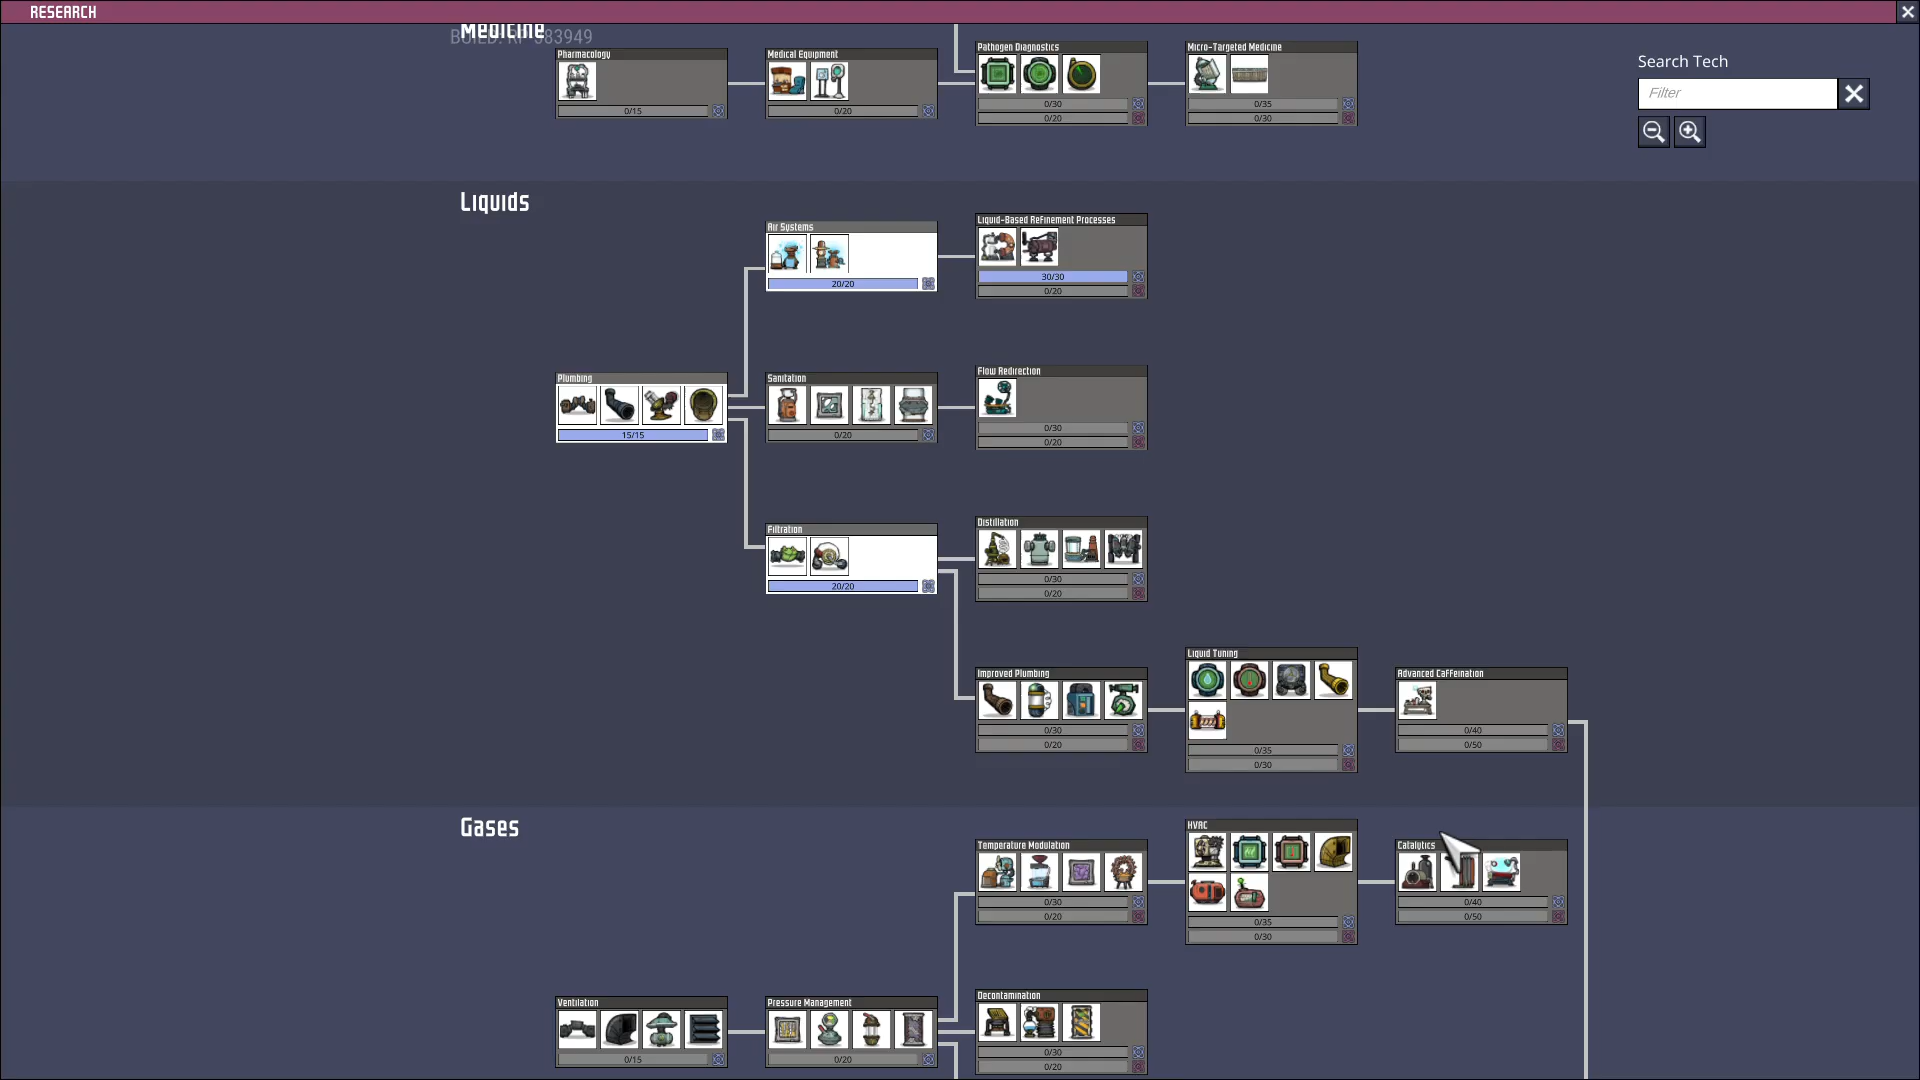 RESEARCH
Medicine
BUILD: RP-383949
Pharmacology
0/15
Medical Equipment
0/20
Pathogen Diagnostics
0/30
0/20
Micro-Targeted Medicine
0/35
0/30
Search Tech
Filter
Liquids
Air Systems
20/20
Liquid-Based Refinement Processes
30/30
0/20
Plumbing
15/15
Sanitation
0/20
Flow Redirection
0/30
0/20
Filtration
20/20
Distillation
0/30
0/20
Improved Plumbing
0/30
0/20
Liquid Tuning
0/35
0/30
Advanced Caffeination
0/40
0/50
Gases
Temperature Modulation
0/30
0/20
HVAC
0/35
0/30
Catalytics
0/40
0/50
Ventilation
0/15
Pressure Management
0/20
Decontamination
0/30
0/20